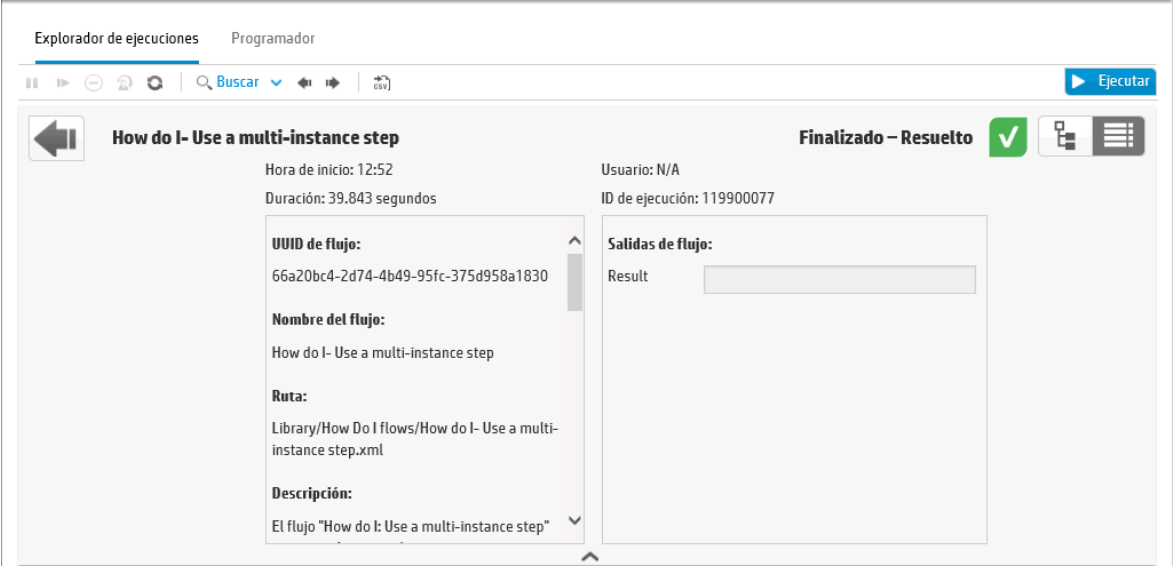 Explorador de ejecuciones Programador
Buscar CSV Ejecutar
How do I- Use a multi-instance step Finalizado – Resuelto
Hora de inicio: 12:52 Usuario: N/A
Duración: 39.843 segundos ID de ejecución: 119900077
UUID de flujo:
66a20bc4-2d74-4b49-95fc-375d958a1830
Nombre del flujo:
How do I- Use a multi-instance step
Ruta:
Library/How Do I flows/How do I- Use a multi-
instance step.xml
Descripción:
El flujo "How do I: Use a multi-instance step"
Salidas de flujo:
Result